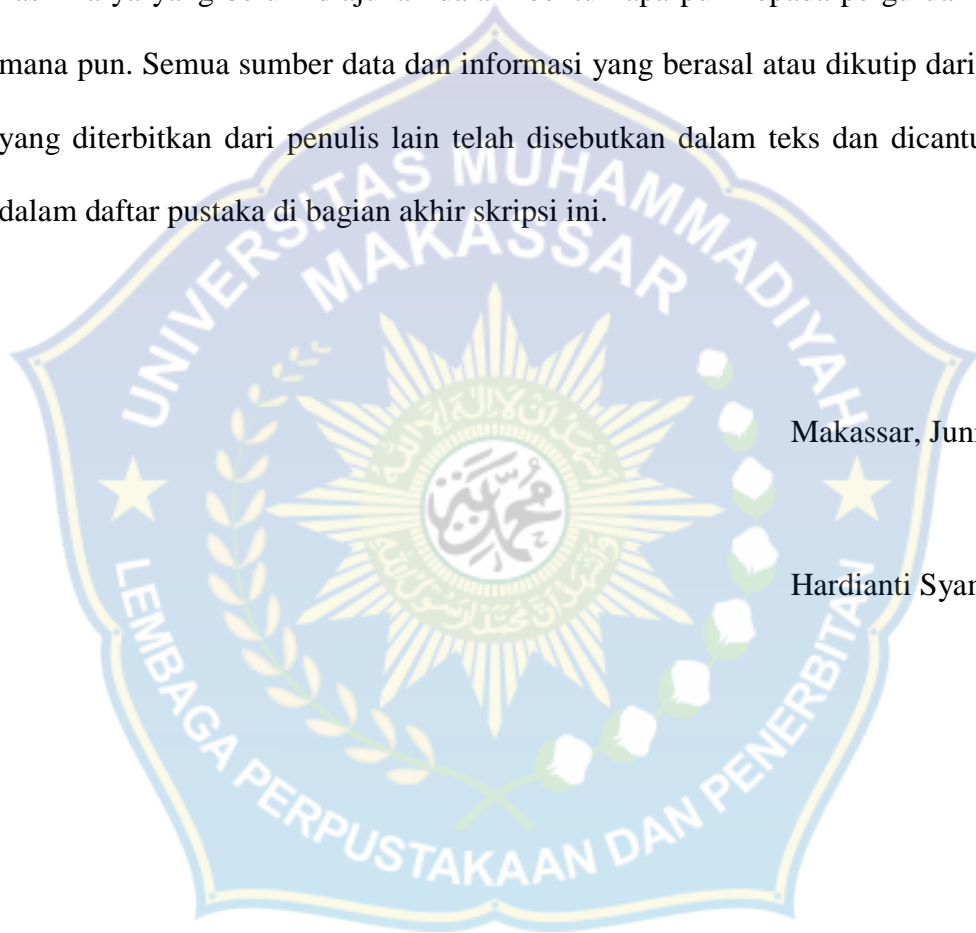 mana pun. Semua sumber data dan informasi yang berasal atau dikutip dari
yang diterbitkan dari penulis lain telah disebutkan dalam teks dan dicantu
dalam daftar pustaka di bagian akhir skripsi ini.
UNIVERSITAS MUHAMMADIYAH
MAKASSAR
Makassar, Juni
Hardianti Syam
LEMBAGA PERPUSTAKAAN DAN PENERBITAN